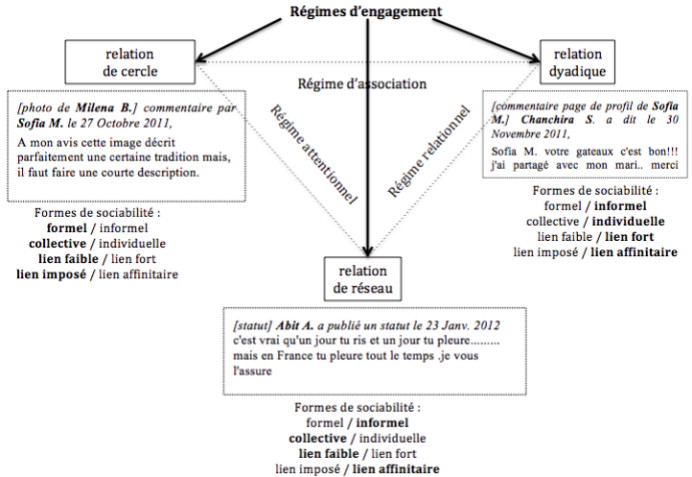 Régimes d'engagement
relation
de cercle
relation
dyadique
Régime d'association
Régime attentionnel
Régime relationnel
[photo de Milena B.] commentaire par
Sofia M. le 27 Octobre 2011,
A mon avis cette image décrit
parfaitement une certaine tradition mais,
il faut faire une courte description.
[commentaire page de profil de Sofia
M.] Chanchira S. a dit le 30
Novembre 2011,
Sofia M. votre gateaux c'est bon!!!
j'ai partagé avec mon mari.. merci
Formes de sociabilité :
formel / informel
collective / individuelle
lien faible / lien fort
lien imposé / lien affinitaire
Formes de sociabilité :
formel / informel
collective / individuelle
lien faible / lien fort
lien imposé / lien affinitaire
relation
de réseau
[statut] Abit A. a publié un statut le 23 Janv. 2012
c'est vrai qu'un jour tu ris et un jour tu pleure.........
mais en France tu pleure tout le temps .je vous
l'assure
Formes de sociabilité :
formel / informel
collective / individuelle
lien faible / lien fort
lien imposé / lien affinitaire